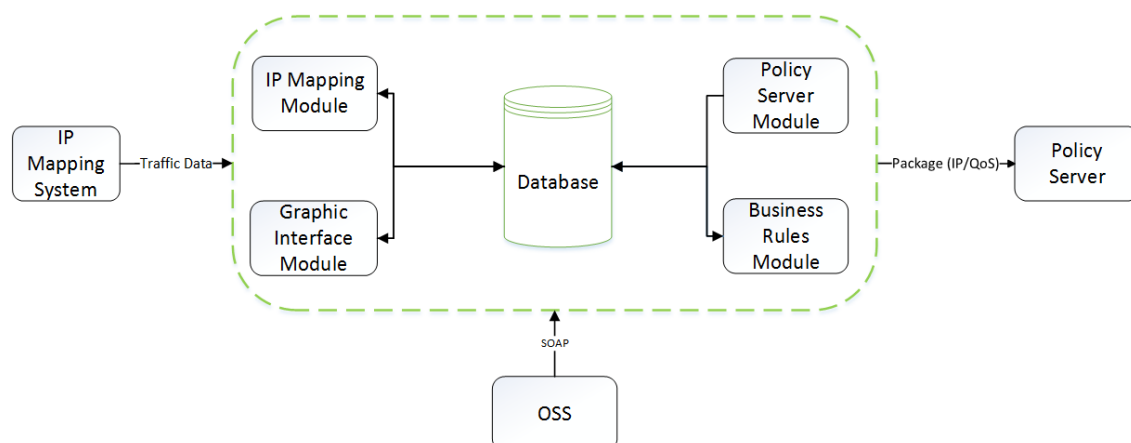 IP Mapping
Module
Policy
Server
Module
IP
Mapping
System
Traffic Data
Database
Package (IP/QoS)
Policy
Server
Graphic
Interface
Module
Business
Rules
Module
SOAP
OSS